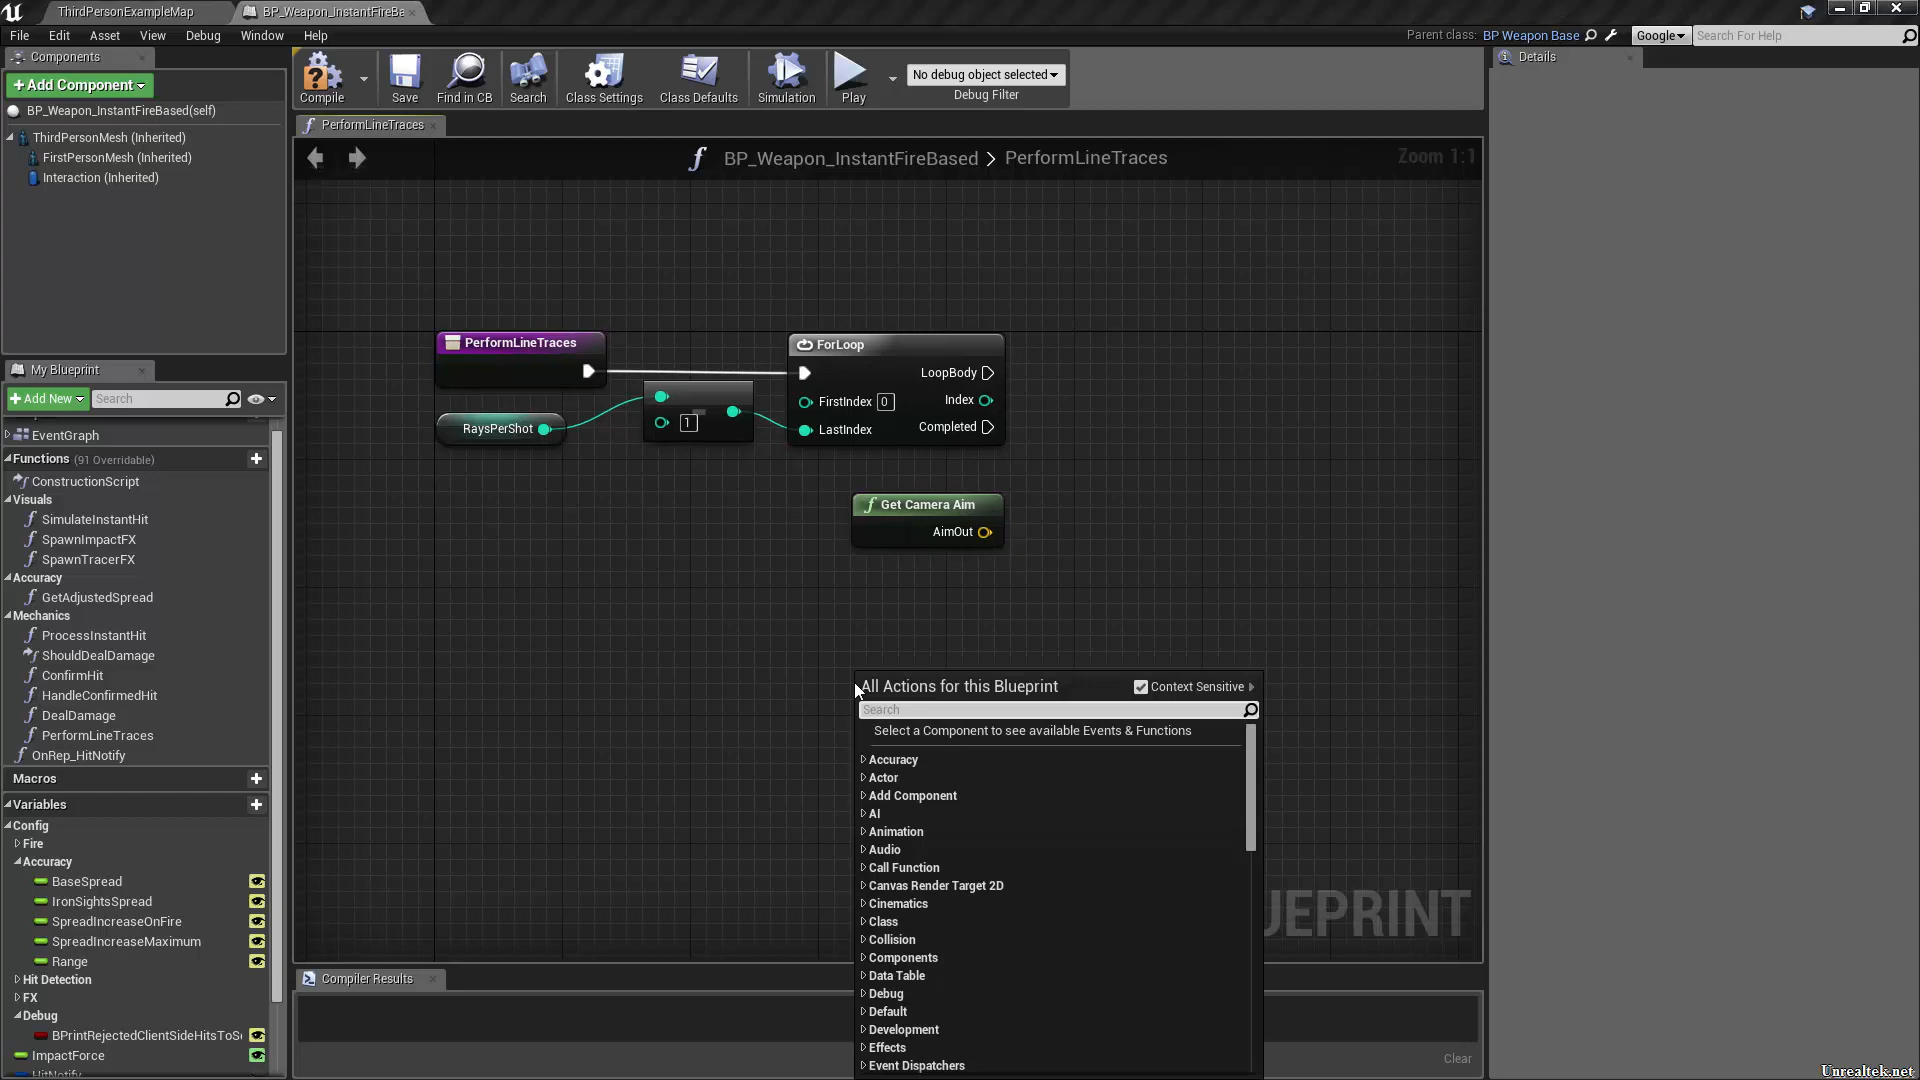 ThirdPersonExampleMap
BP_Weapon_InstantFireBa
File Edit Asset View Debug Window Help
Parent class: BP Weapon Base
Google
Search For Help
Components
+ Add Component
BP_Weapon_InstantFireBased(self)
ThirdPersonMesh (Inherited)
FirstPersonMesh (Inherited)
Interaction (Inherited)
Compile
Save
Find in CB
Search
Class Settings
Class Defaults
Simulation
Play
No debug object selected
Debug Filter
Details
PerformLineTraces
BP_Weapon_InstantFireBased > PerformLineTraces
Zoom 1:1
PerformLineTraces
RaysPerShot
1
ForLoop
LoopBody
FirstIndex 0
Index
LastIndex
Completed
Get Camera Aim
AimOut
My Blueprint
+ Add New
Search
EventGraph
Functions (91 Overridable)
ConstructionScript
Visuals
SimulateInstantHit
SpawnImpactFX
SpawnTracerFX
Accuracy
GetAdjustedSpread
Mechanics
ProcessInstantHit
ShouldDealDamage
ConfirmHit
HandleConfirmedHit
DealDamage
PerformLineTraces
OnRep_HitNotify
Macros
Variables
Config
Fire
Accuracy
BaseSpread
IronSightsSpread
SpreadIncreaseOnFire
SpreadIncreaseMaximum
Range
Hit Detection
FX
Debug
BPrintRejectedClientSideHitsToSe
ImpactForce
HitNotify
All Actions for this Blueprint
Context Sensitive
Search
Select a Component to see available Events & Functions
Accuracy
Actor
Add Component
AI
Animation
Audio
Call Function
Canvas Render Target 2D
Cinematics
Class
Collision
Components
Data Table
Debug
Default
Development
Effects
Event Dispatchers
UEPRINT
Compiler Results
Clear
Unrealtek.net